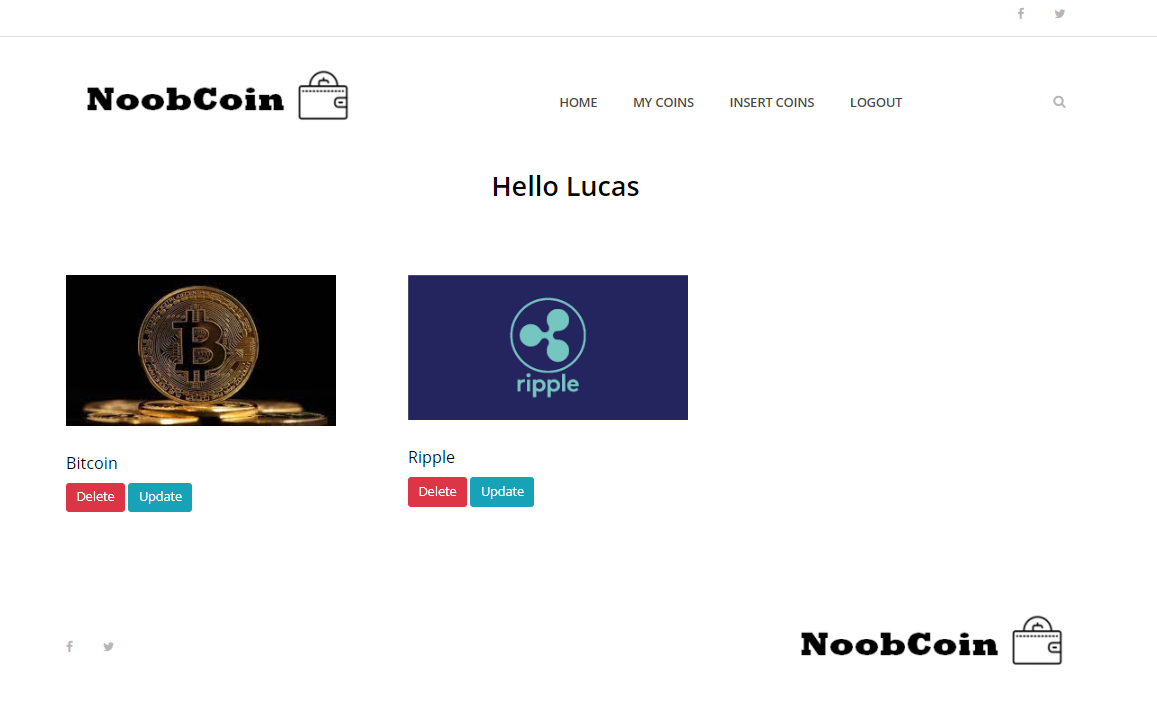 NoobCoin
HOME MY COINS INSERT COINS LOGOUT
Hello Lucas
ripple
Bitcoin
Delete Update
Ripple
Delete Update
NoobCoin